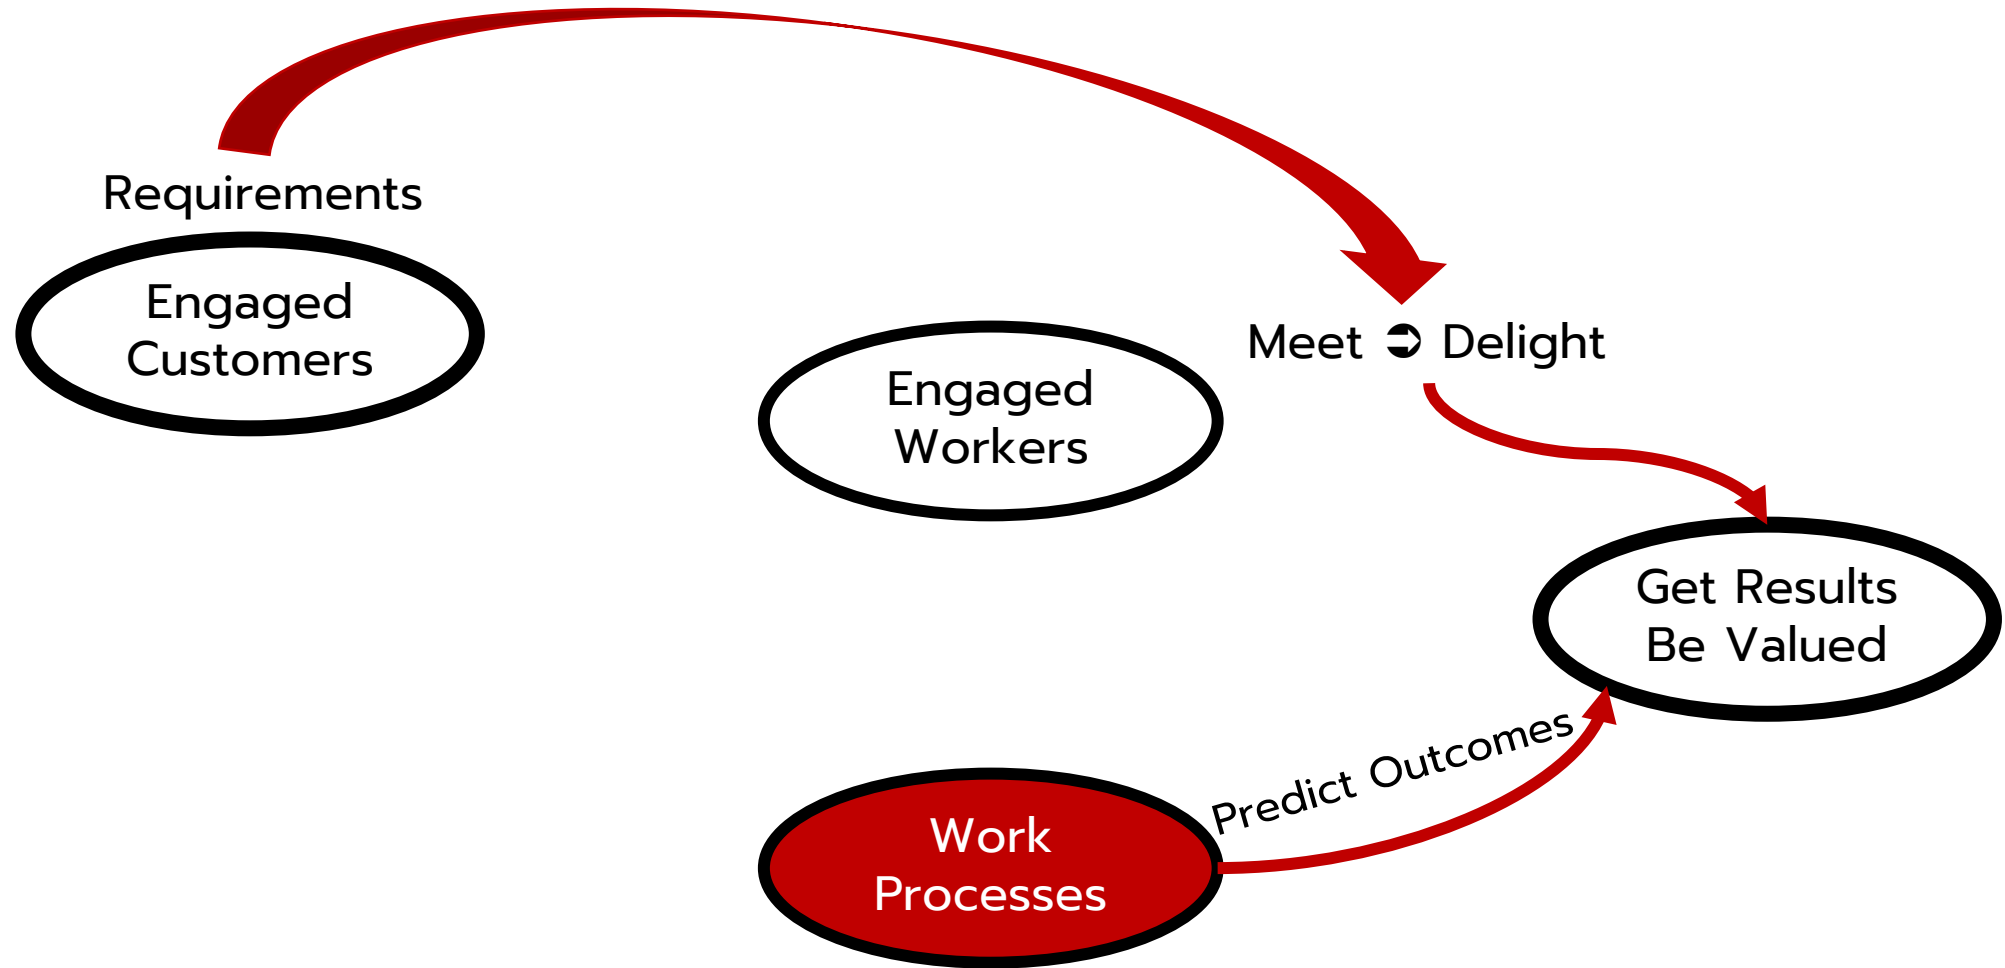 Requirements
Engaged
Customers
Engaged
Workers
Meet ➲ Delight
Get Results
Be Valued
Predict Outcomes
Work
Processes